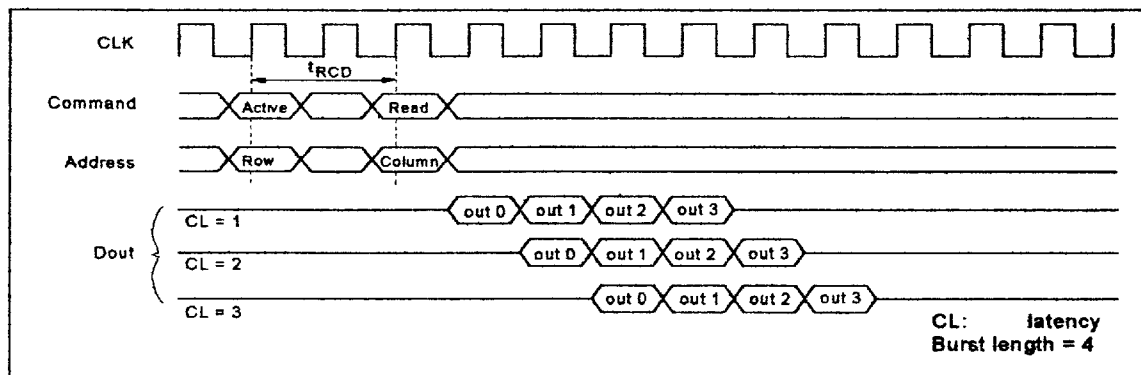 CLK
tRCD
Command
Active
Read
Address
Row
Column
Dout
CL = 1
out 0 out 1 out 2 out 3
CL = 2
out 0 out 1 out 2 out 3
CL = 3
out 0 out 1 out 2 out 3
CL: latency
Burst length = 4